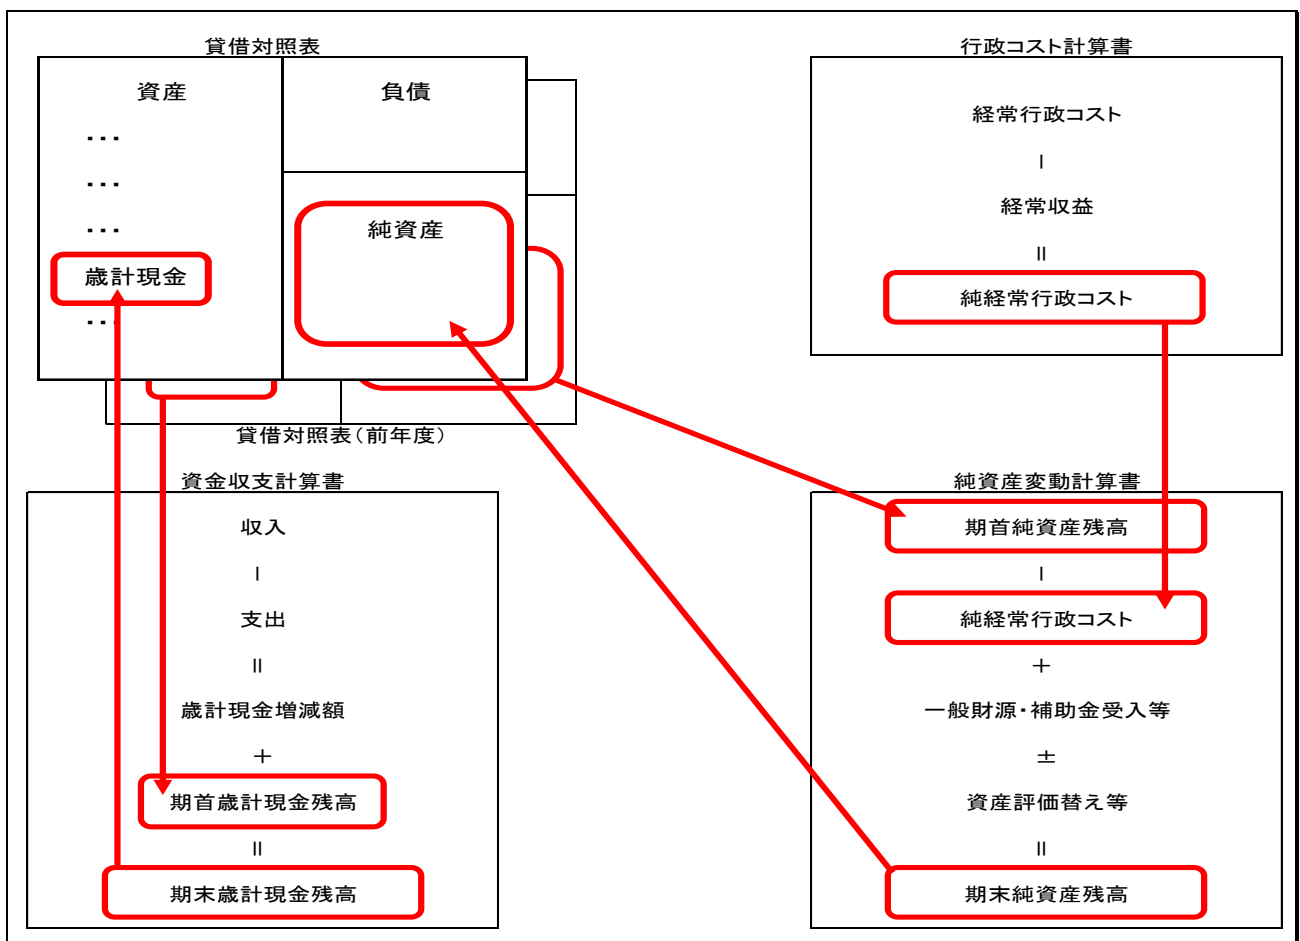 貸借対照表
資産
負債
・・・
・・・
・・・
純資産
歳計現金
・・・
貸借対照表（前年度）
行政コスト計算書
経常行政コスト
－
経常収益
＝
純経常行政コスト
資金収支計算書
収入
－
支出
＝
歳計現金増減額
＋
期首歳計現金残高
＝
期末歳計現金残高
純資産変動計算書
期首純資産残高
－
純経常行政コスト
＋
一般財源・補助金受入等
±
資産評価替え等
＝
期末純資産残高